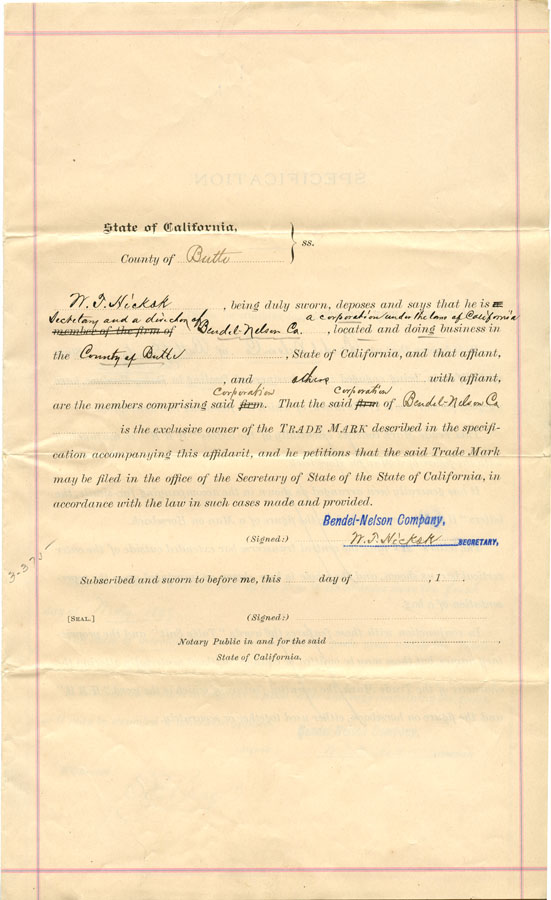 State of California,
County of Butte } ss.
W. T. Hicksk , being duly sworn, deposes and says that he is a
Secretary and a director of a corporation under the laws of California
member of the firm of Bendel-Nelson Co. , located and doing business in
the County of Butte , State of California, and that affiant,
, and others with affiant,
corporation corporation
are the members comprising said firm. That the said firm of Bendel-Nelson Co
is the exclusive owner of the TRADE MARK described in the specifi-
cation accompanying this affidavit, and he petitions that the said Trade Mark
may be filed in the office of the Secretary of State of the State of California, in
accordance with the law in such cases made and provided.
Bendel-Nelson Company,
(Signed:) W. T. Hicksk SECRETARY,
3-375
Subscribed and sworn to before me, this day of , 1 .
[SEAL.] (Signed:)
Notary Public in and for the said
State of California.